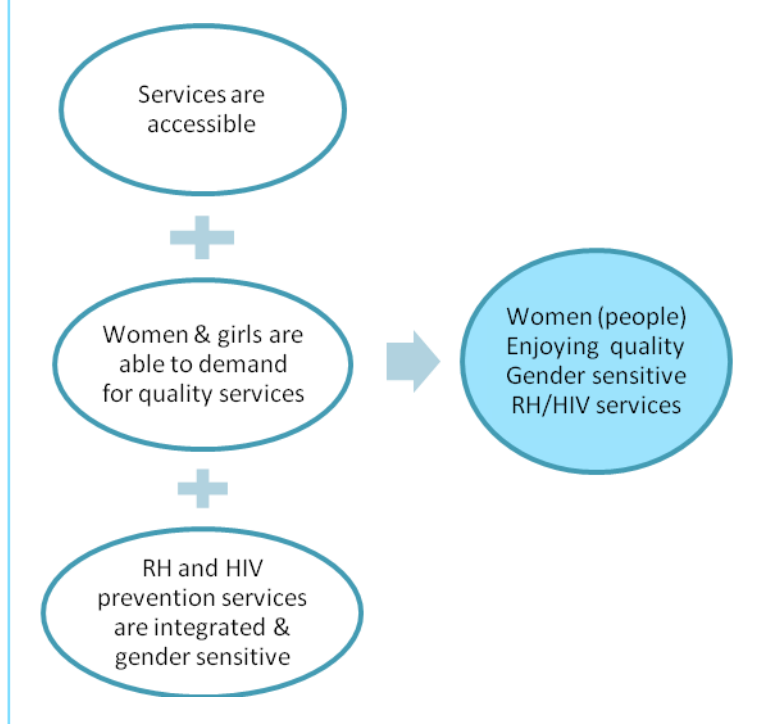 Services are
accessible
Women & girls are
able to demand
for quality services
Women (people)
Enjoying quality
Gender sensitive
RH/HIV services
RH and HIV
prevention services
are integrated &
gender sensitive